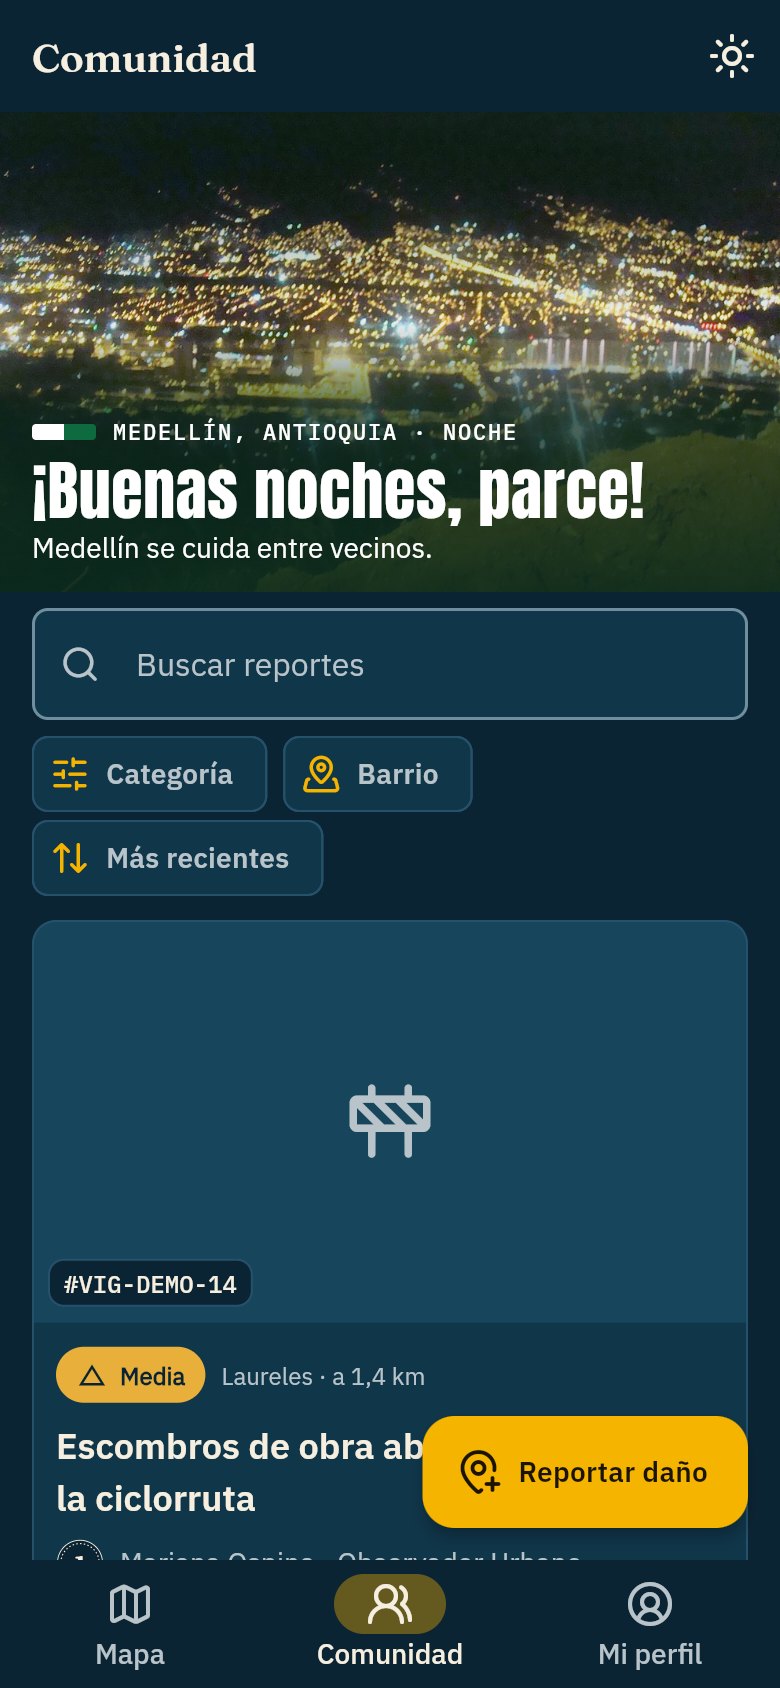 Comunidad
MEDELLÍN, ANTIOQUIA · NOCHE
¡Buenas noches, parce!
Medellín se cuida entre vecinos.
Buscar reportes
Categoría
Barrio
Más recientes
#VIG-DEMO-14
Media
Laureles · a 1,4 km
Escombros de obra ab
la ciclorruta
Reportar daño
Mapa
Comunidad
Mi perfil